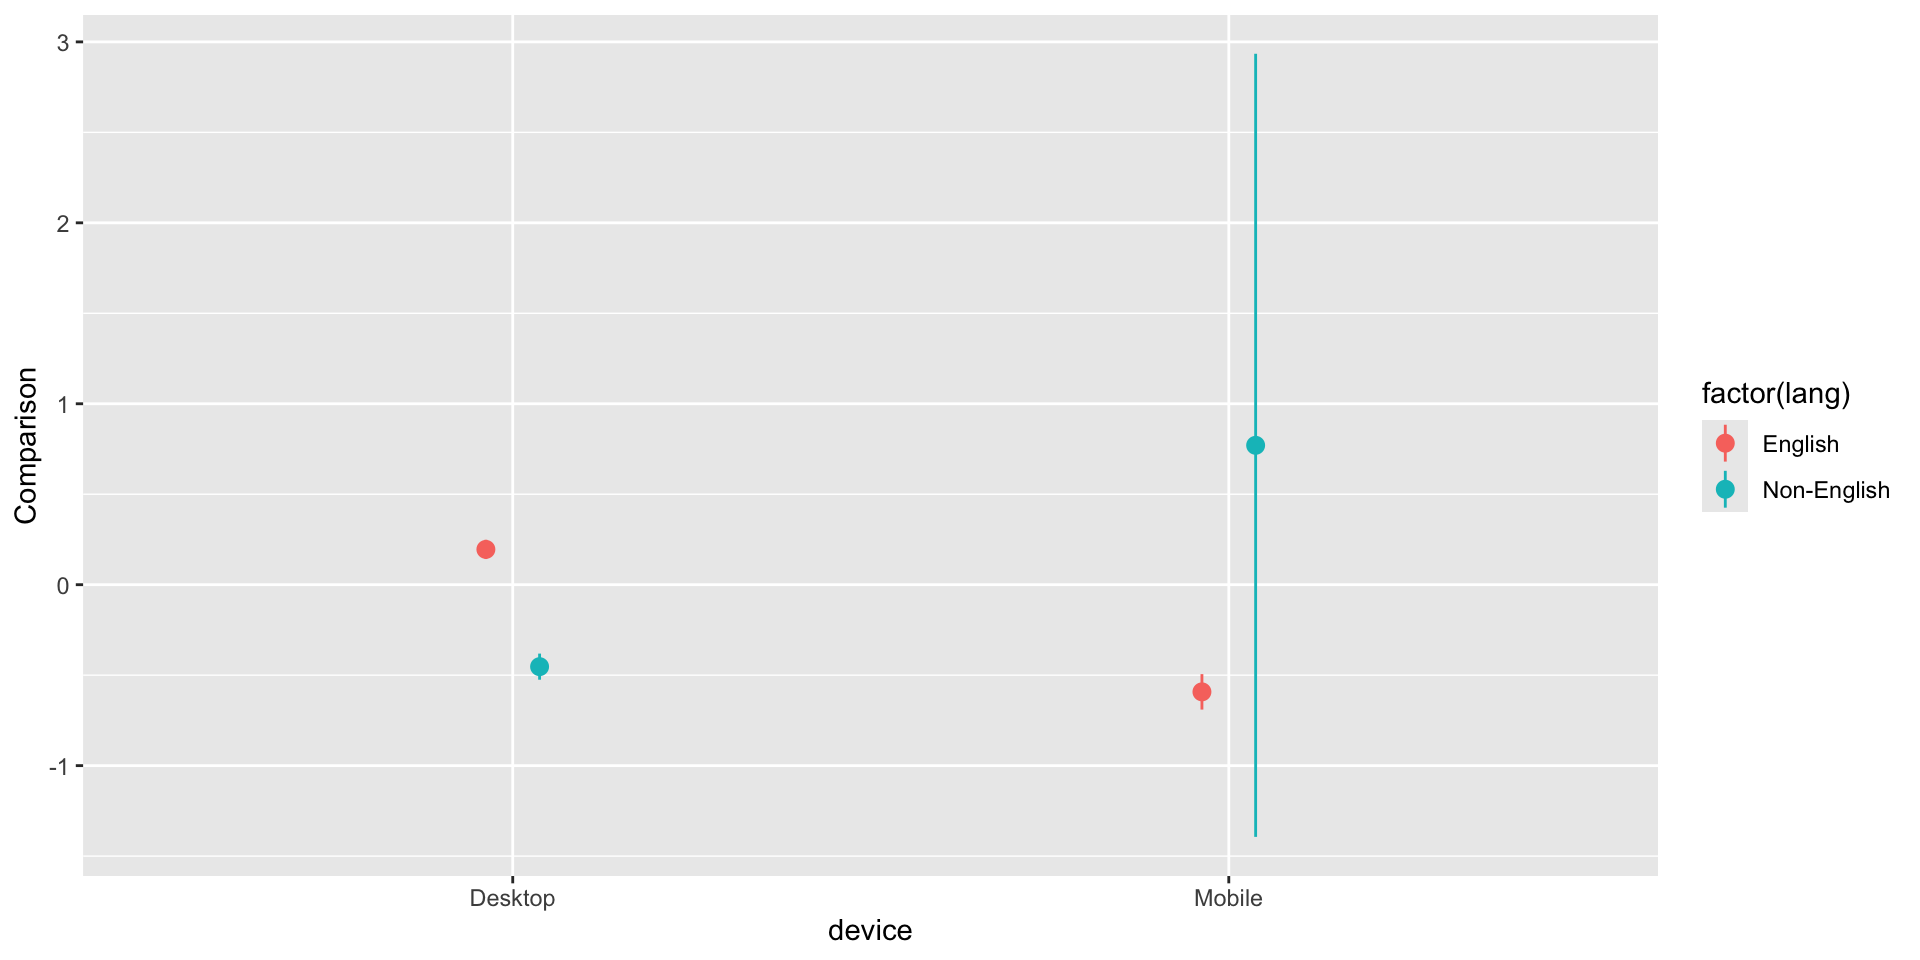 3
2
1
0
-1
Comparison
Desktop
Mobile
device
factor(lang)
English
Non-English